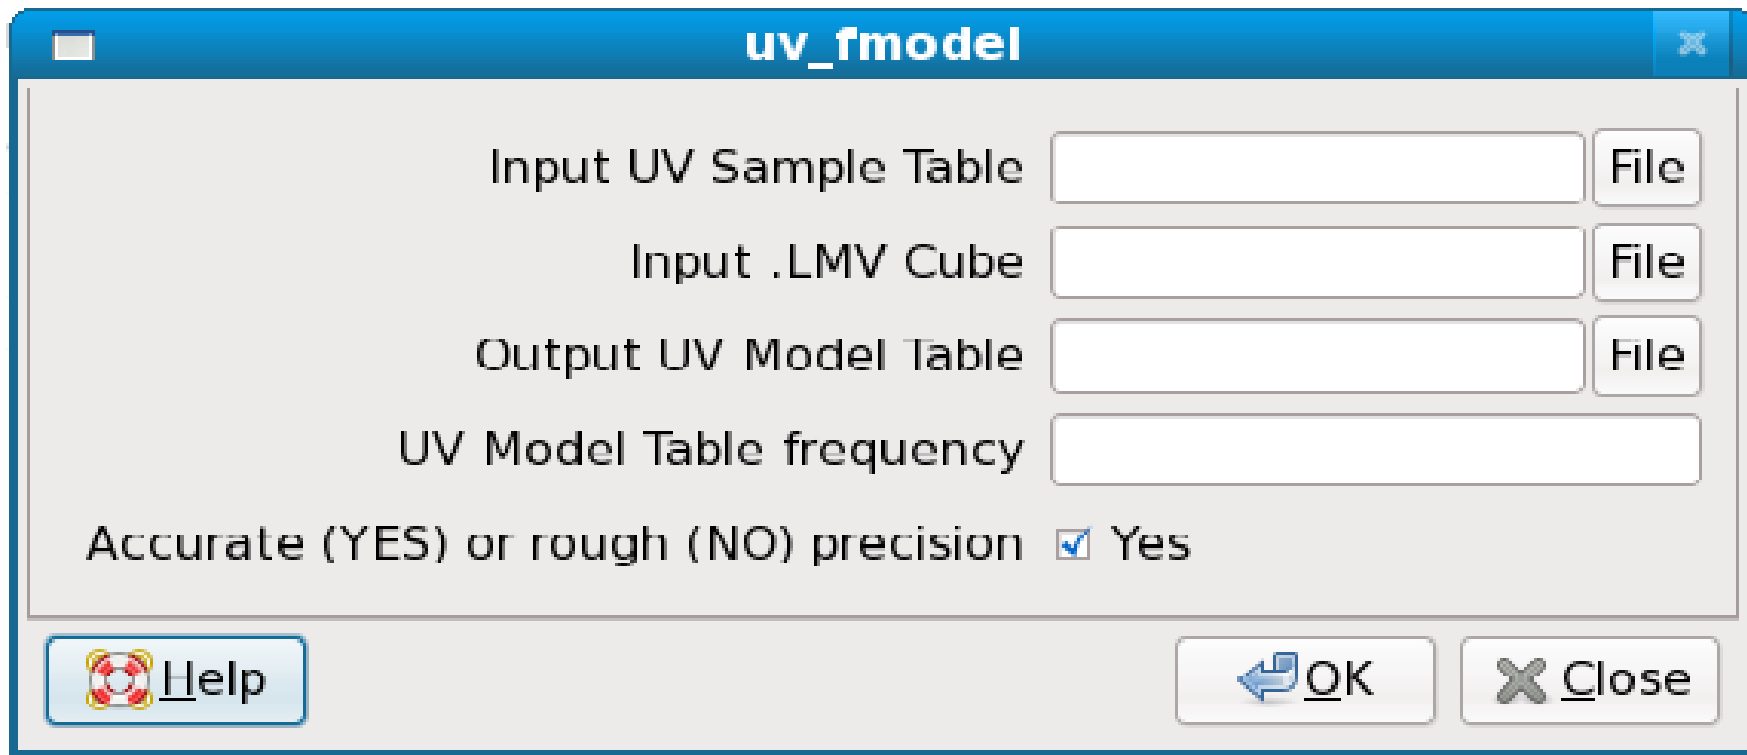 uv_fmodel
Input UV Sample Table File
Input .LMV Cube File
Output UV Model Table File
UV Model Table frequency
Accurate (YES) or rough (NO) precision Yes
Help OK Close